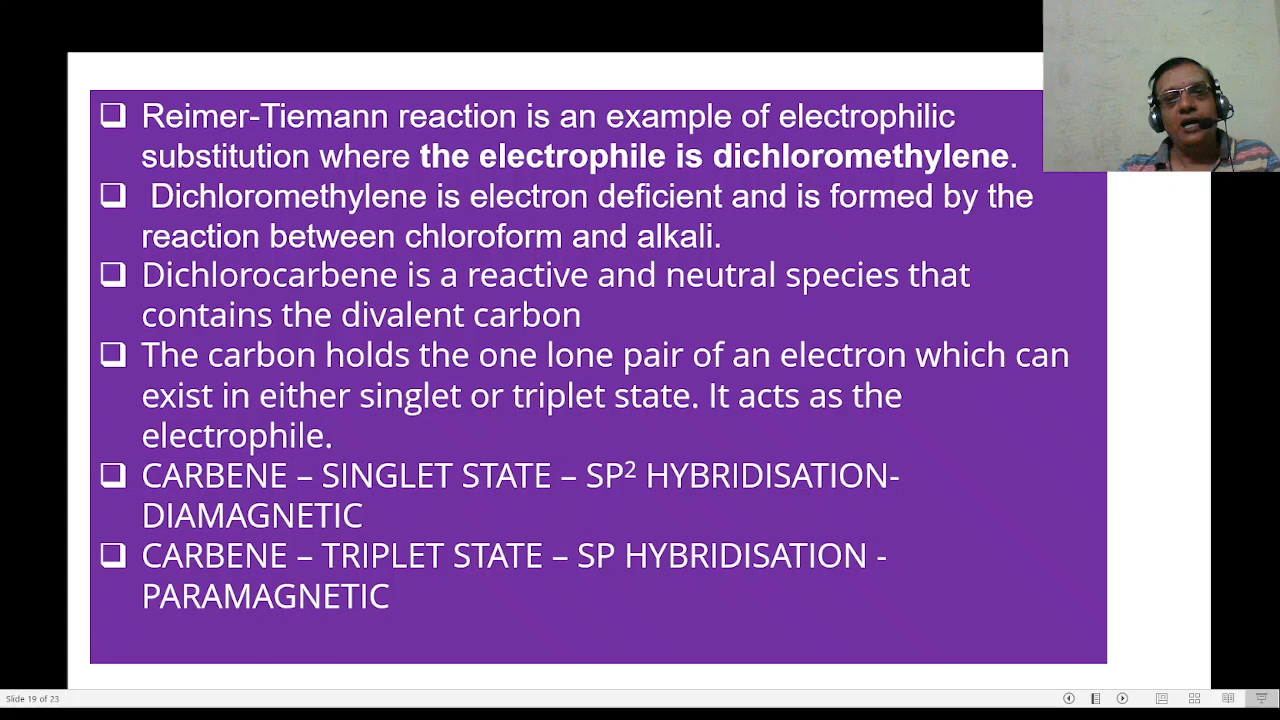 ❑ Reimer-Tiemann reaction is an example of electrophilic
substitution where the electrophile is dichloromethylene.
❑ Dichloromethylene is electron deficient and is formed by the
reaction between chloroform and alkali.
❑ Dichlorocarbene is a reactive and neutral species that
contains the divalent carbon
❑ The carbon holds the one lone pair of an electron which can
exist in either singlet or triplet state. It acts as the
electrophile.
❑ CARBENE – SINGLET STATE – SP² HYBRIDISATION-
DIAMAGNETIC
❑ CARBENE – TRIPLET STATE – SP HYBRIDISATION -
PARAMAGNETIC
Slide 19 of 23